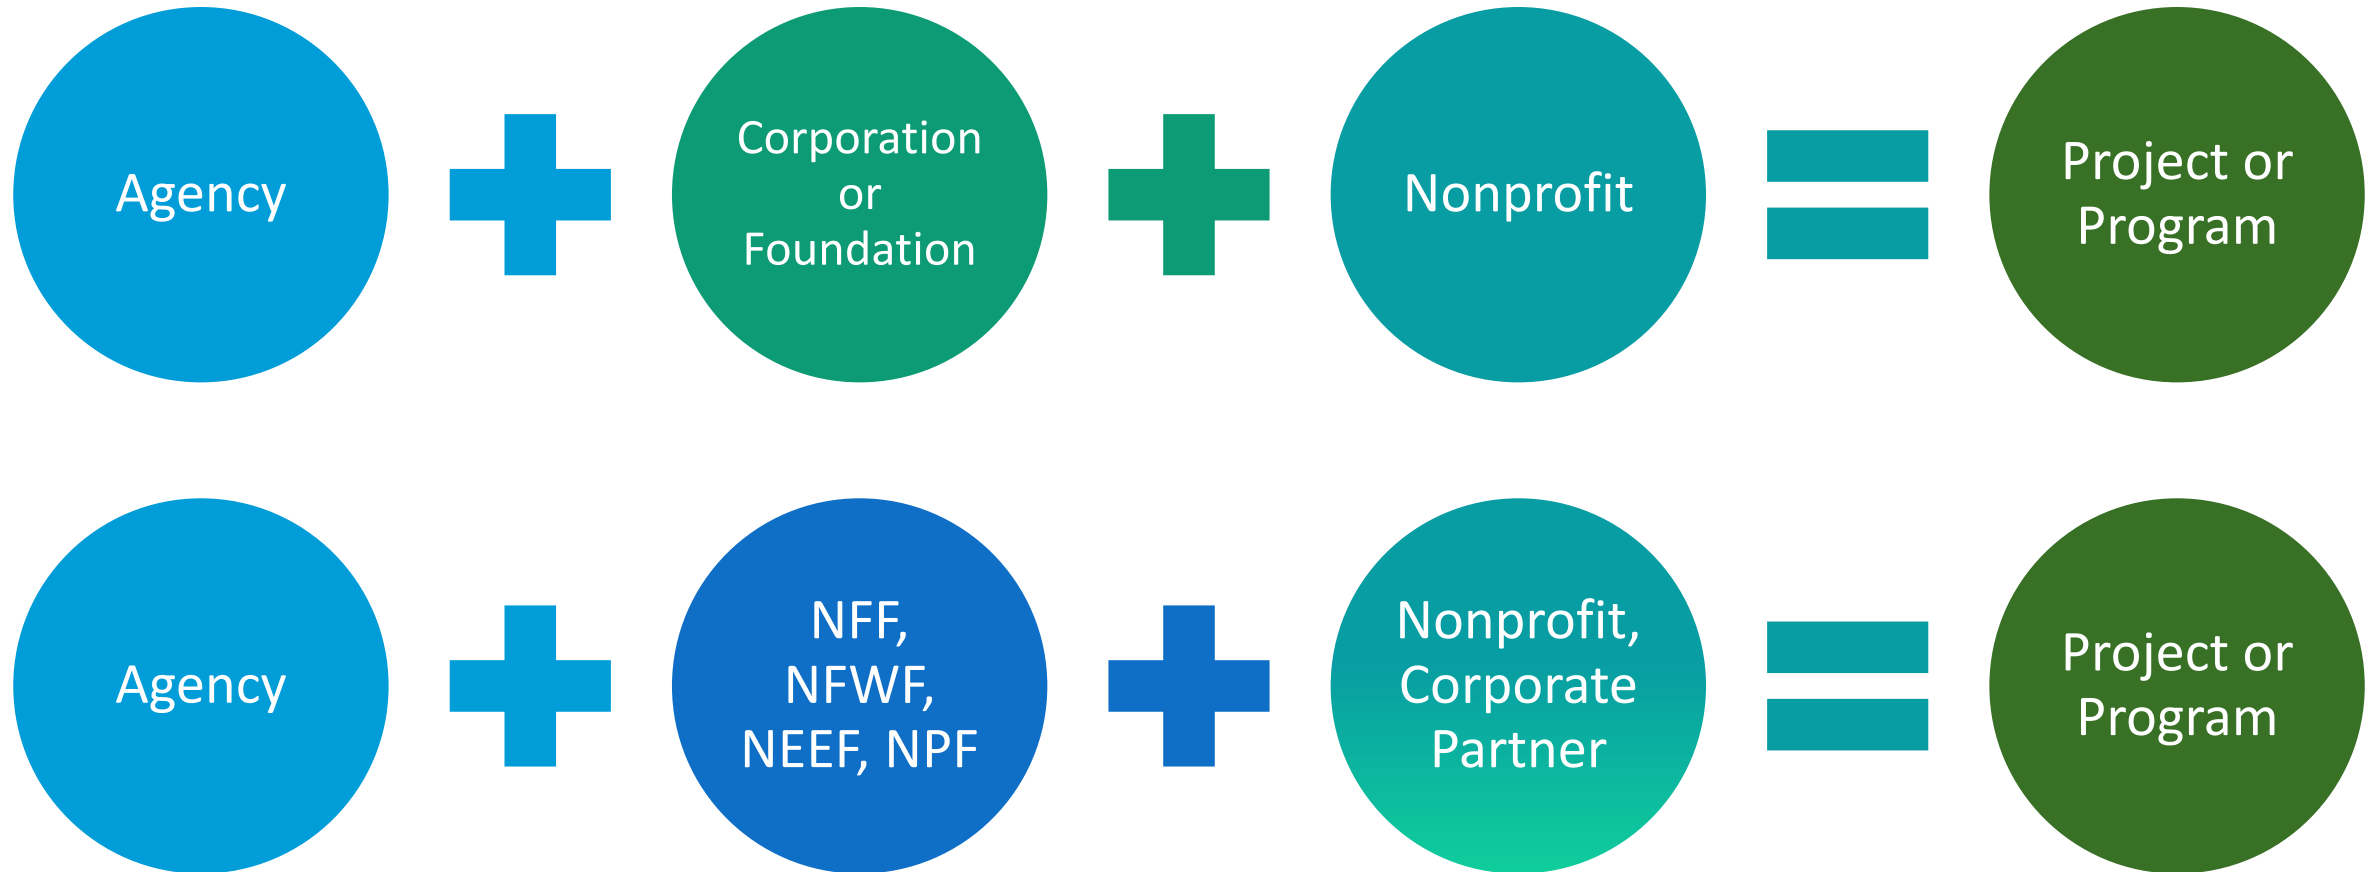 Agency
Corporation
or
Foundation
Nonprofit
Project or
Program
Agency
NFF,
NFWF,
NEEF, NPF
Nonprofit,
Corporate
Partner
Project or
Program